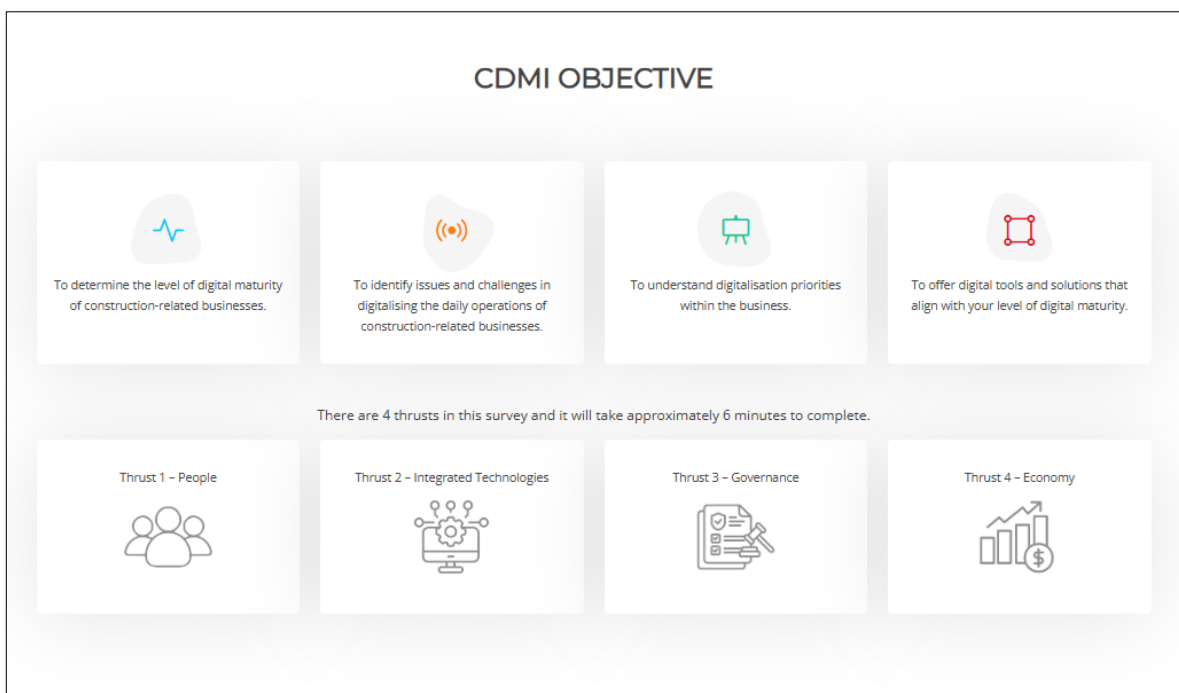 CDMI OBJECTIVE
To determine the level of digital maturity
of construction-related businesses.
To identify issues and challenges in
digitalising the daily operations of
construction-related businesses.
To understand digitalisation priorities
within the business.
To offer digital tools and solutions that
align with your level of digital maturity.
There are 4 thrusts in this survey and it will take approximately 6 minutes to complete.
Thrust 1 – People
Thrust 2 – Integrated Technologies
Thrust 3 – Governance
Thrust 4 – Economy
$